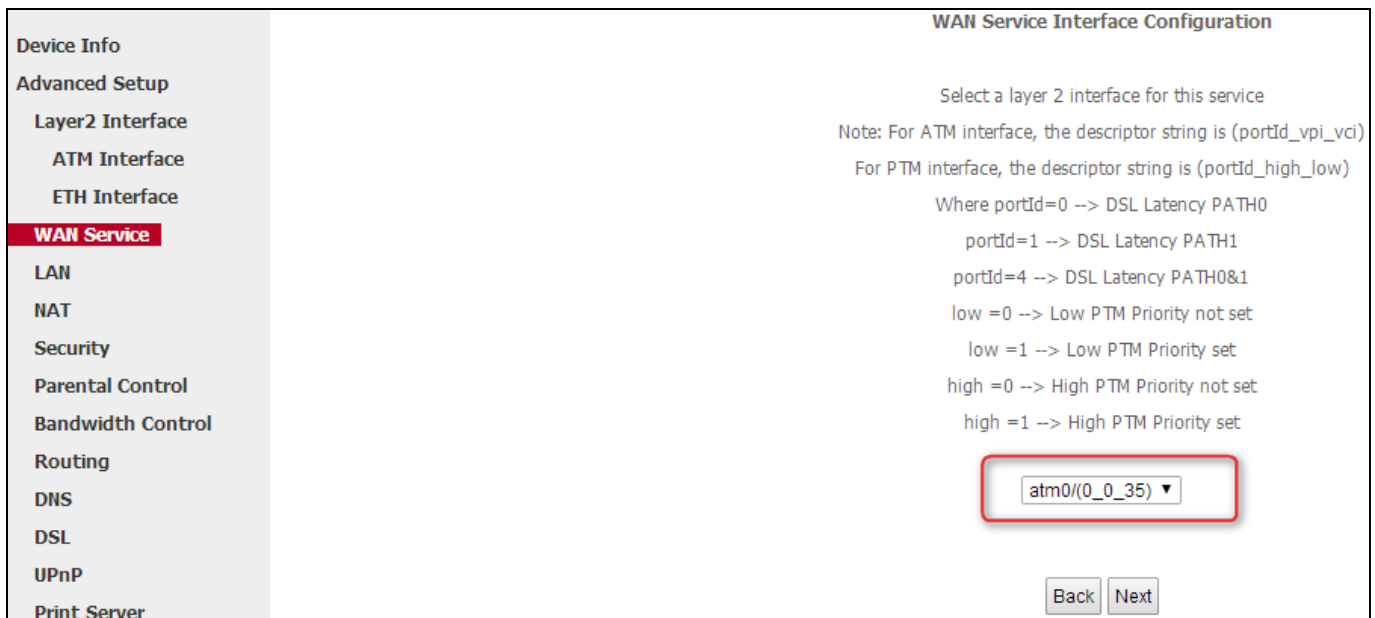 Device Info
Advanced Setup
Layer2 Interface
ATM Interface
ETH Interface
WAN Service
LAN
NAT
Security
Parental Control
Bandwidth Control
Routing
DNS
DSL
UPnP
Print Server
WAN Service Interface Configuration
Select a layer 2 interface for this service
Note: For ATM interface, the descriptor string is (portId_vpi_vci)
For PTM interface, the descriptor string is (portId_high_low)
Where portId=0 --> DSL Latency PATH0
portId=1 --> DSL Latency PATH1
portId=4 --> DSL Latency PATH0&1
low =0 --> Low PTM Priority not set
low =1 --> Low PTM Priority set
high =0 --> High PTM Priority not set
high =1 --> High PTM Priority set
atm0/(0_0_35)
Back Next